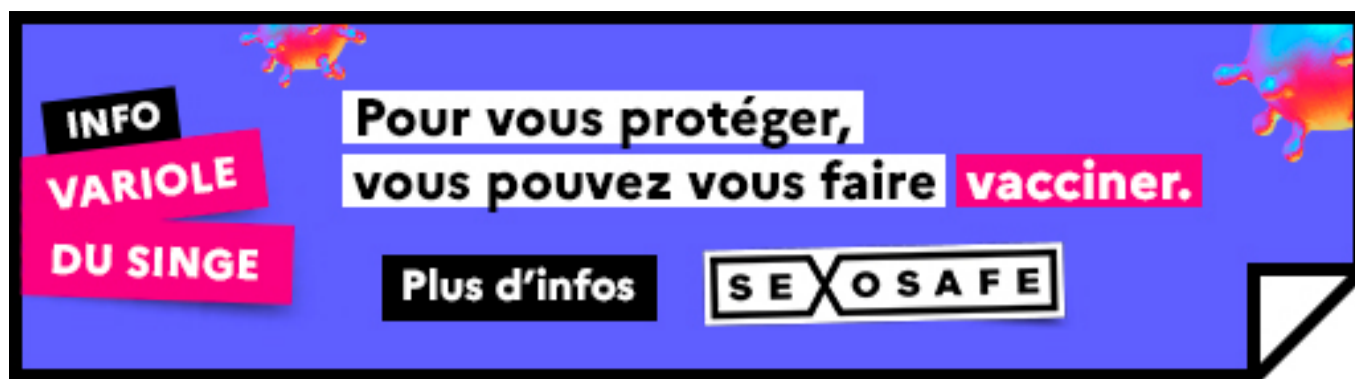 INFO
VARIOLE
DU SINGE
Pour vous protéger,
vous pouvez vous faire vacciner.
Plus d'infos
SEXOSAFE